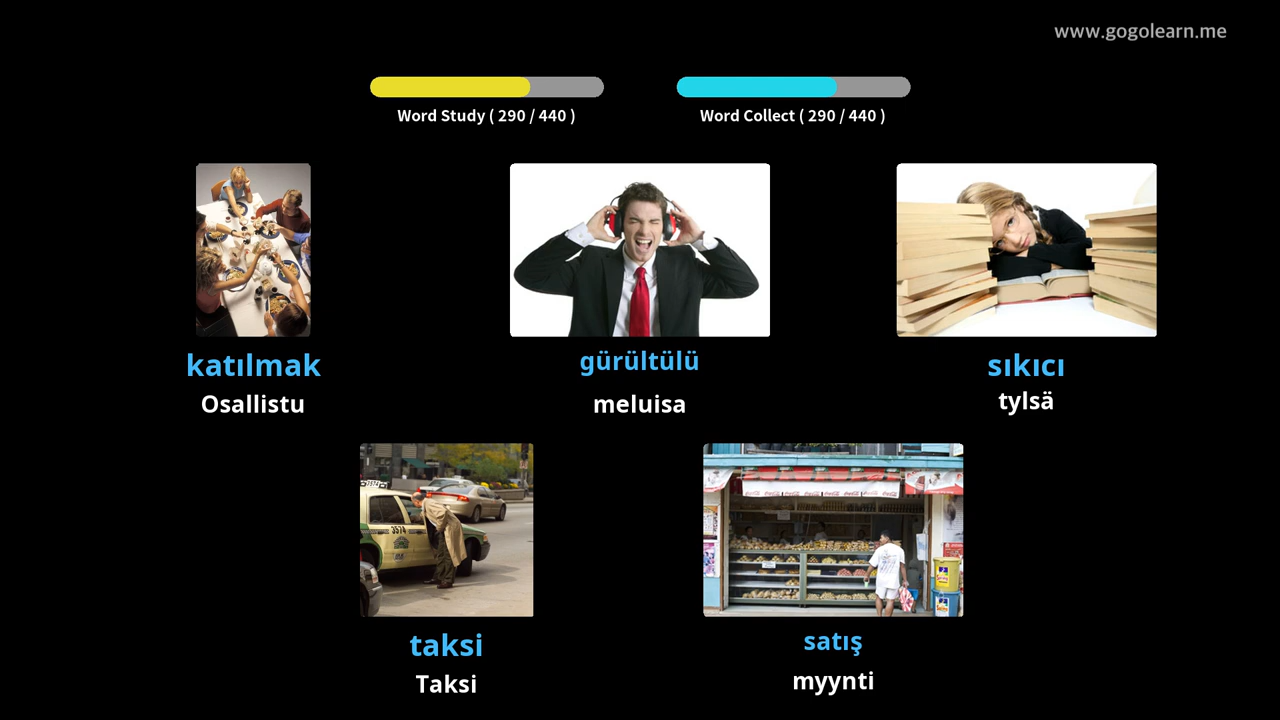 www.gogolearn.me
Word Study ( 290 / 440 )
Word Collect ( 290 / 440 )
katılmak
Osallistu
gürültülü
meluisa
sıkıcı
tylsä
3574
taksi
Taksi
satış
myynti